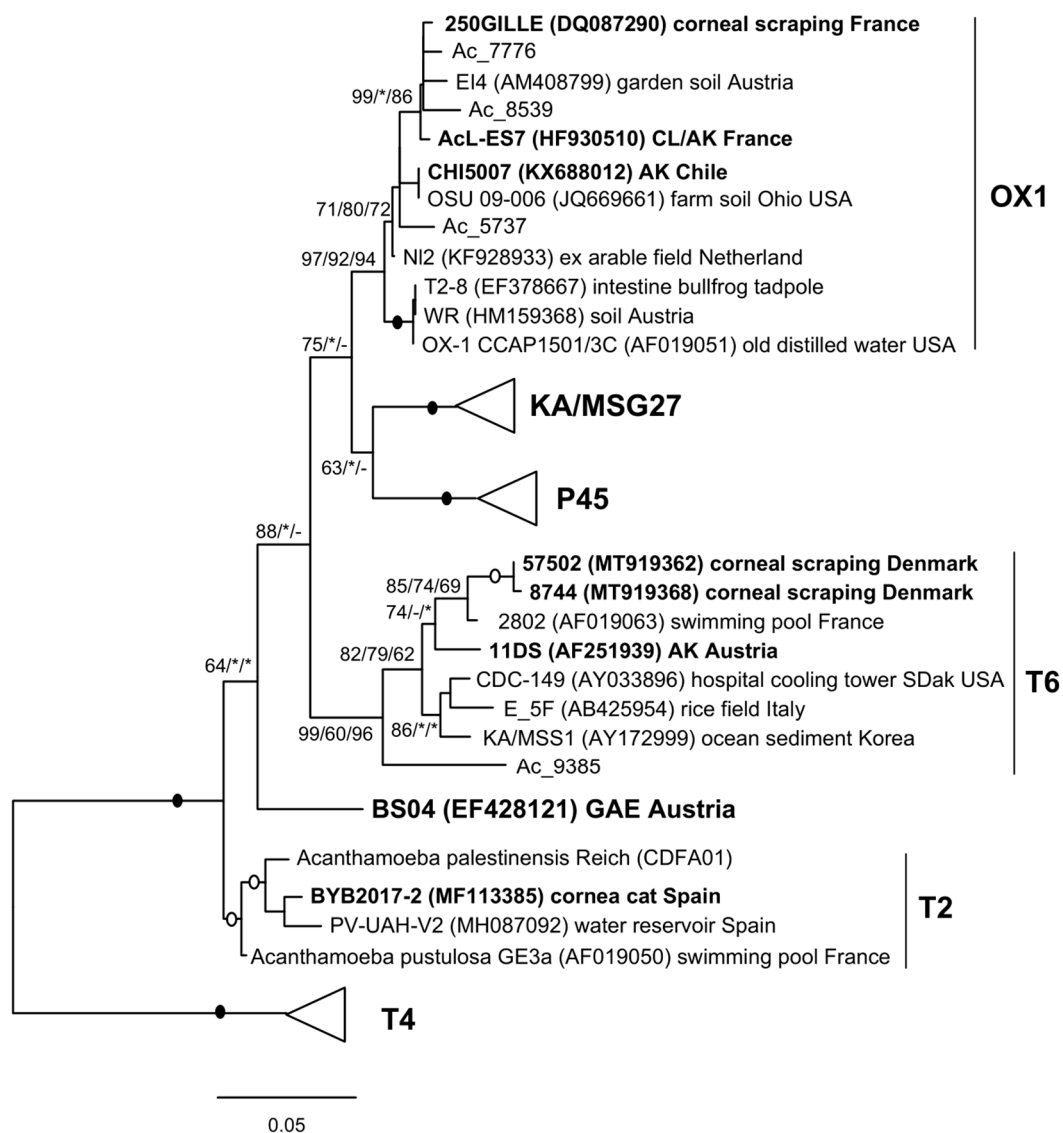 250GILLE (DQ087290) corneal scraping France
Ac_7776
EI4 (AM408799) garden soil Austria
99/*/86
Ac_8539
AcL-ES7 (HF930510) CL/AK France
CHI5007 (KX688012) AK Chile
OX1
OSU 09-006 (JQ669661) farm soil Ohio USA
71/80/72
Ac_5737
97/92/94
NI2 (KF928933) ex arable field Netherland
T2-8 (EF378667) intestine bullfrog tadpole
WR (HM159368) soil Austria
75/*/-
OX-1 CCAP1501/3C (AF019051) old distilled water USA
KA/MSG27
63/*/-
P45
88/*/-
57502 (MT919362) corneal scraping Denmark
85/74/69
8744 (MT919368) corneal scraping Denmark
74/-/*
2802 (AF019063) swimming pool France
11DS (AF251939) AK Austria
82/79/62
64/*/*
CDC-149 (AY033896) hospital cooling tower SDak USA
T6
E_5F (AB425954) rice field Italy
99/60/96
86/*/*
KA/MSS1 (AY172999) ocean sediment Korea
Ac_9385
BS04 (EF428121) GAE Austria
Acanthamoeba palestinensis Reich (CDFA01)
BYB2017-2 (MF113385) cornea cat Spain
T2
PV-UAH-V2 (MH087092) water reservoir Spain
Acanthamoeba pustulosa GE3a (AF019050) swimming pool France
T4
0.05